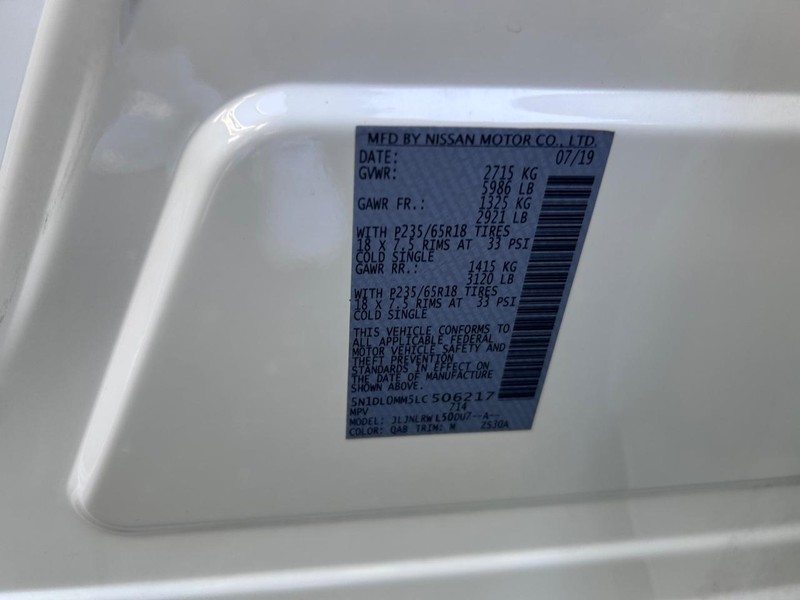 MFD BY NISSAN MOTOR CO., LTD.
DATE: 07/19
GVWR: 2715 KG
5986 LB
GAWR FR.: 1325 KG
2921 LB
WITH P235/65R18 TIRES
18 X 7.5 RIMS AT 33 PSI
COLD SINGLE
GAWR RR.: 1415 KG
3120 LB
WITH P235/65R18 TIRES
18 X 7.5 RIMS AT 33 PSI
COLD SINGLE
THIS VEHICLE CONFORMS TO
ALL APPLICABLE FEDERAL
MOTOR VEHICLE SAFETY AND
THEFT PREVENTION
STANDARDS IN EFFECT ON
THE DATE OF MANUFACTURE
SHOWN ABOVE.
5N1DL0MM5LC506217
MPV 714
MODEL:
COLOR: QAB TRIM: W